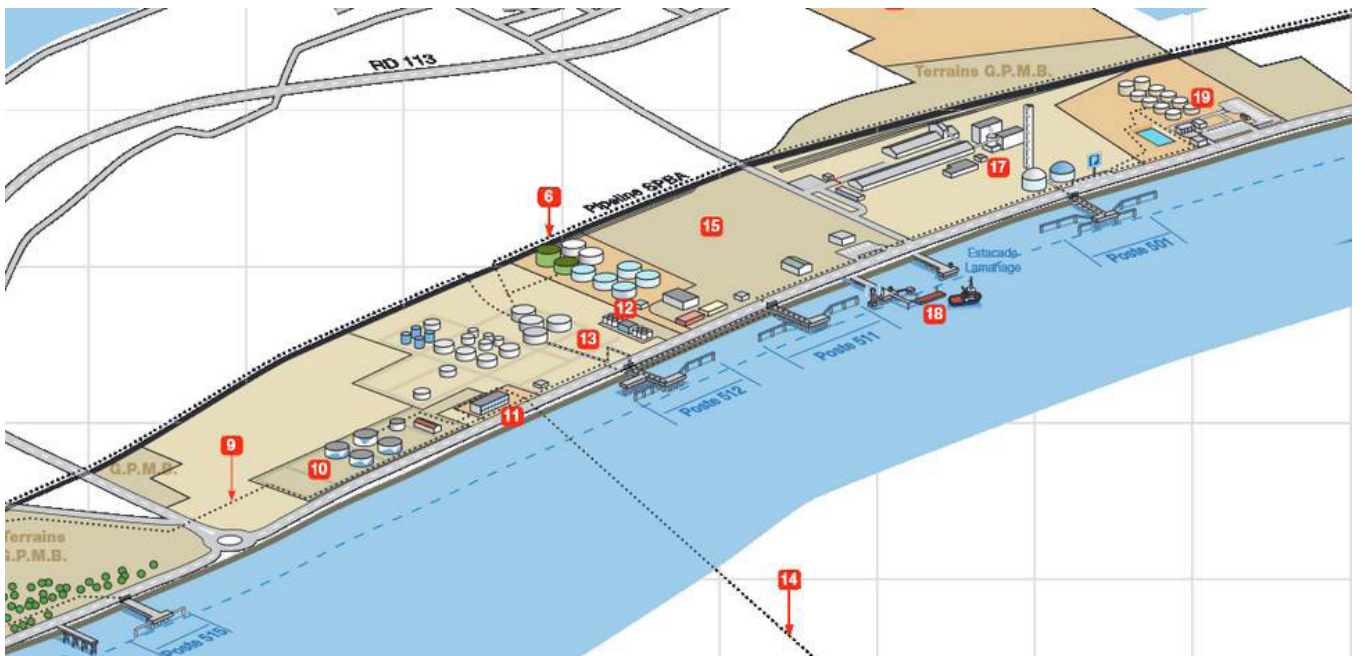 RD 113
Terrains G.P.M.B.
19
P
17
6
Pipeline SPBA
15
Estacade
Lamanage
Poste 501
12
18
13
Poste 511
Poste 512
11
9
10
G.P.M.B.
Terrains
G.P.M.B.
14
Poste 515